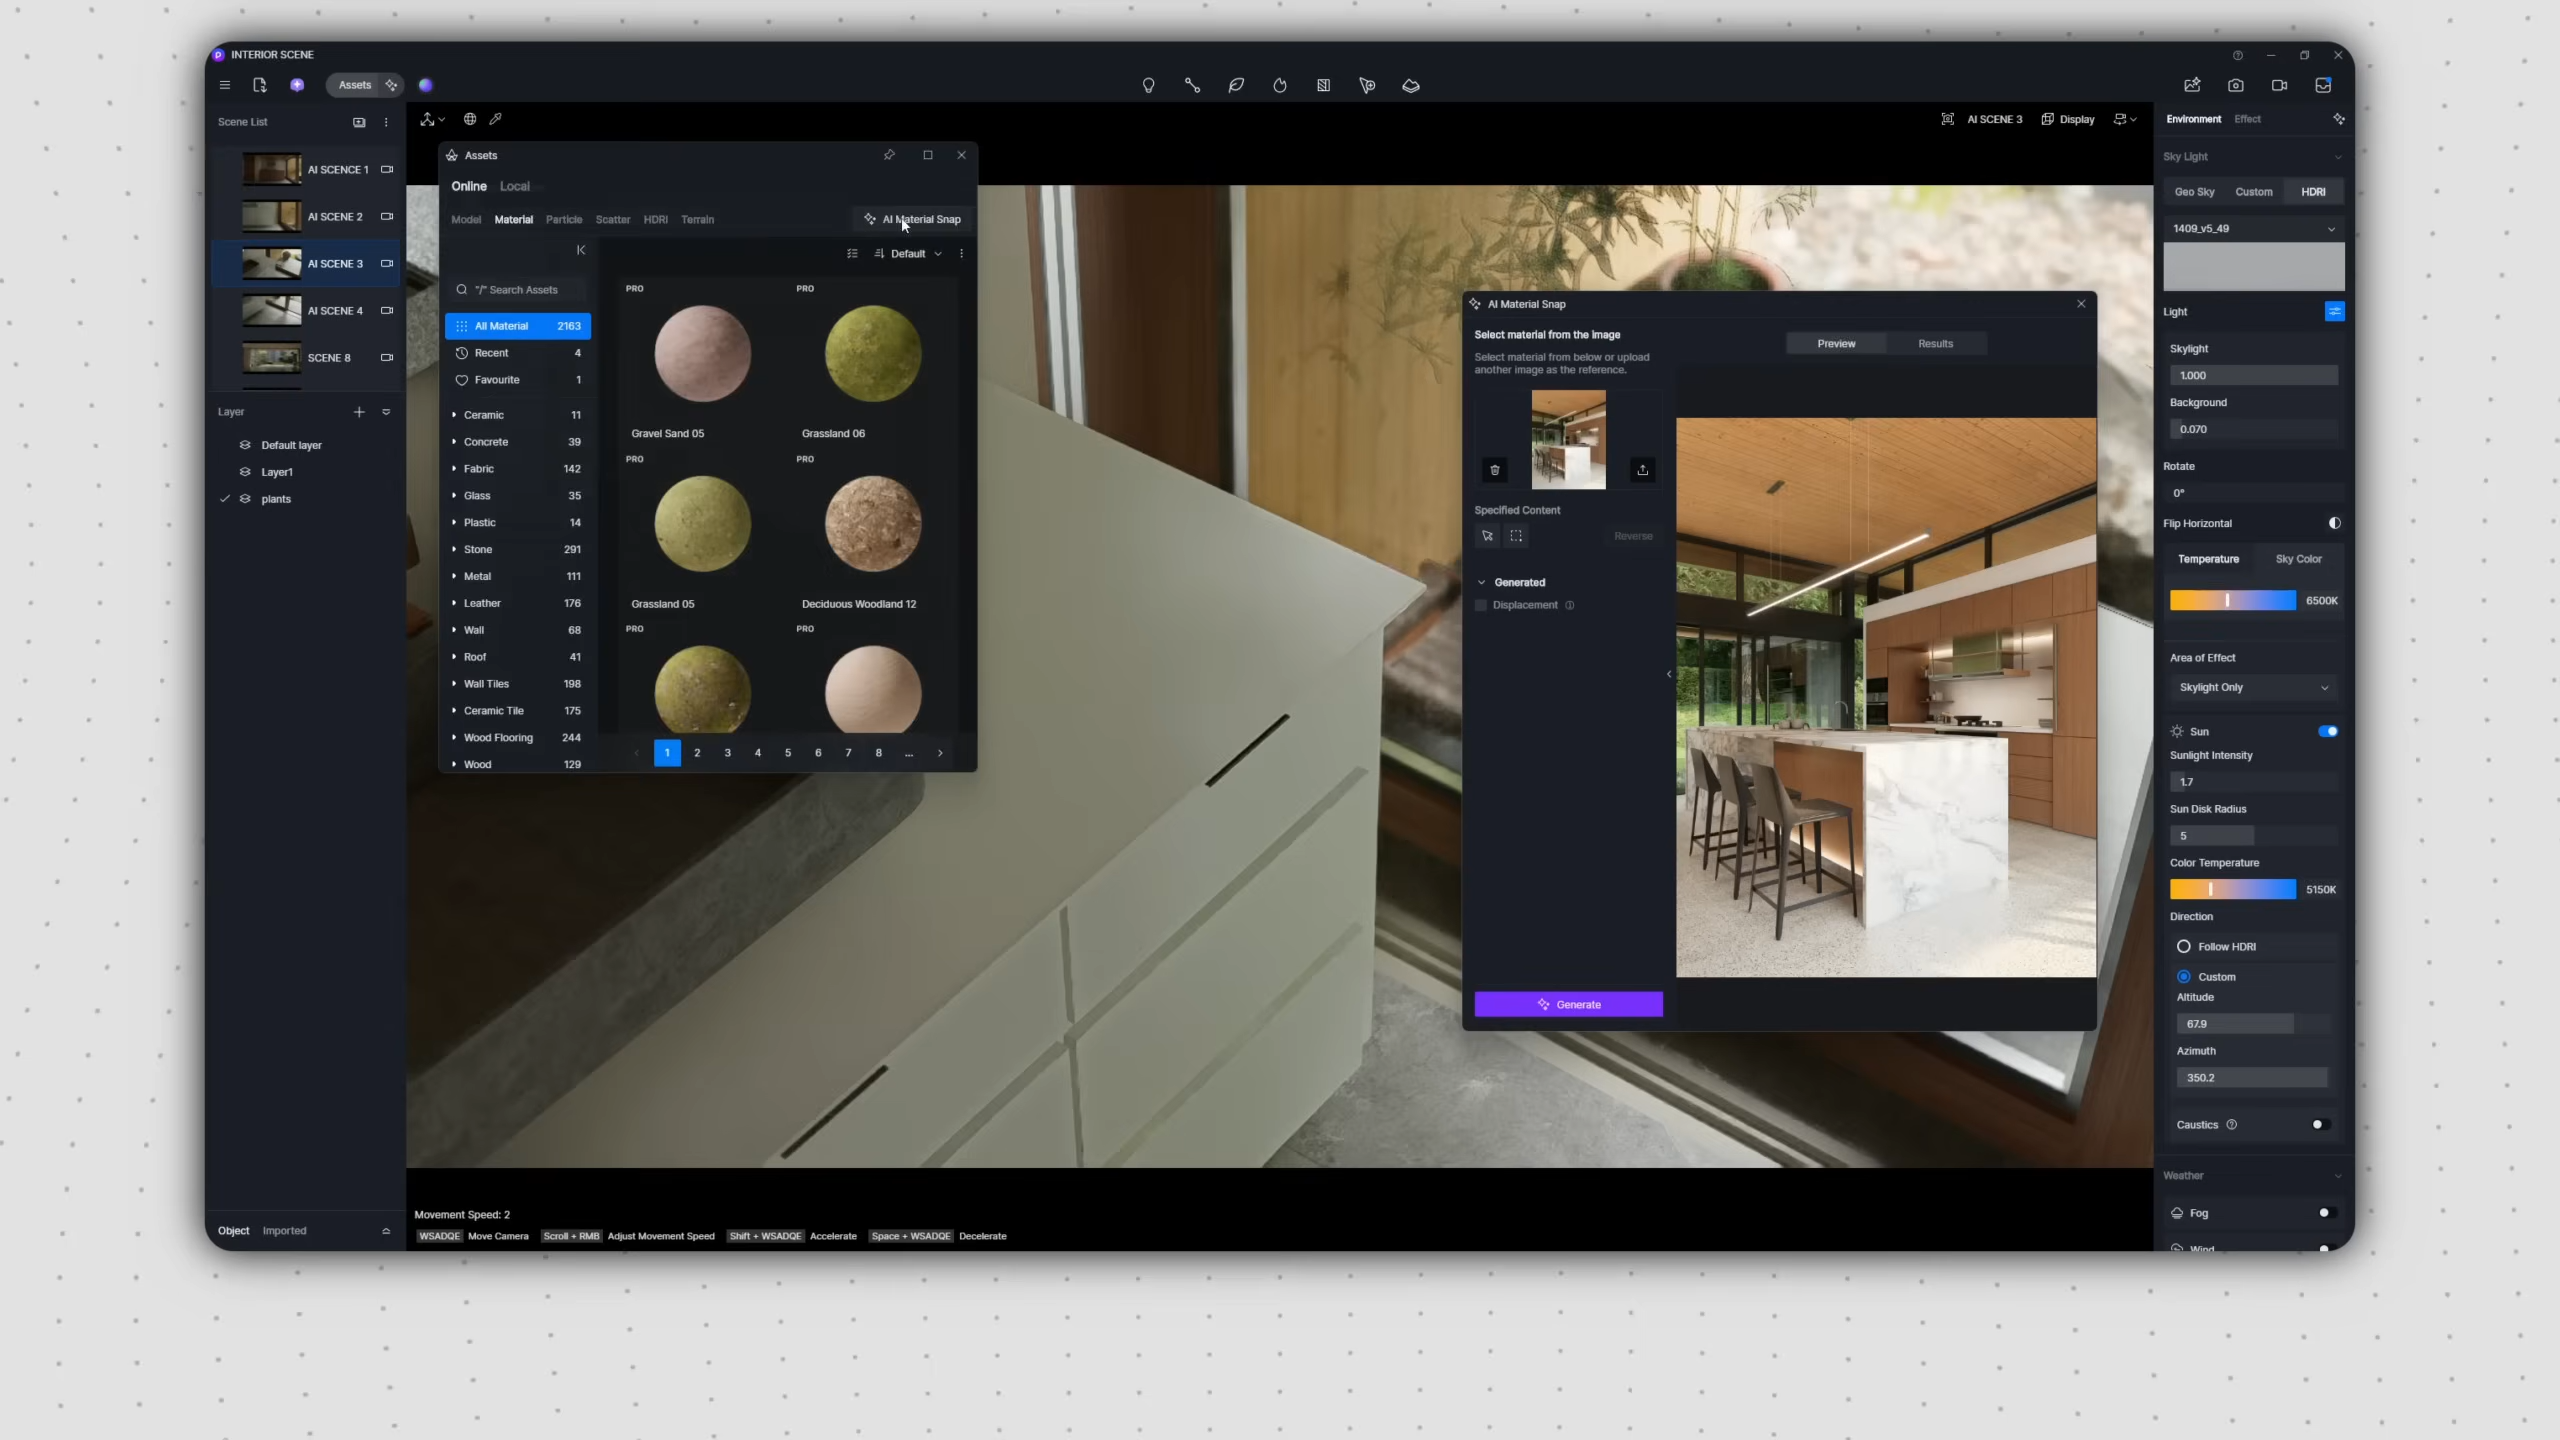 INTERIOR SCENE
Assets
Scene List
AI SCENCE 1
AI SCENE 2
AI SCENE 3
AI SCENE 4
SCENE 8
Layer
Default layer
Layer1
plants
Object Imported
AI SCENE 3 Display
Assets
Online Local
Model Material Particle Scatter HDRI Terrain AI Material Snap
Default
"/" Search Assets
All Material 2163
Recent 4
Favourite 1
Ceramic 11
Concrete 39
Fabric 142
Glass 35
Plastic 14
Stone 291
Metal 111
Leather 176
Wall 68
Roof 41
Wall Tiles 198
Ceramic Tile 175
Wood Flooring 244
Wood 129
PRO PRO
Gravel Sand 05 Grassland 06
PRO PRO
Grassland 05 Deciduous Woodland 12
PRO PRO
1 2 3 4 5 6 7 8 ...
AI Material Snap
Select material from the image
Select material from below or upload
another image as the reference.
Preview Results
Specified Content
Reverse
Generated
Displacement
Generate
Movement Speed: 2
WSADQE Move Camera Scroll + RMB Adjust Movement Speed Shift + WSADQE Accelerate Space + WSADQE Decelerate
Environment Effect
Sky Light
Geo Sky Custom HDRI
1409_v5_49
Light
Skylight
1.000
Background
0.070
Rotate
0°
Flip Horizontal
Temperature Sky Color
6500K
Area of Effect
Skylight Only
Sun
Sunlight Intensity
1.7
Sun Disk Radius
5
Color Temperature
5150K
Direction
Follow HDRI
Custom
Altitude
67.9
Azimuth
350.2
Caustics
Weather
Fog
Wind